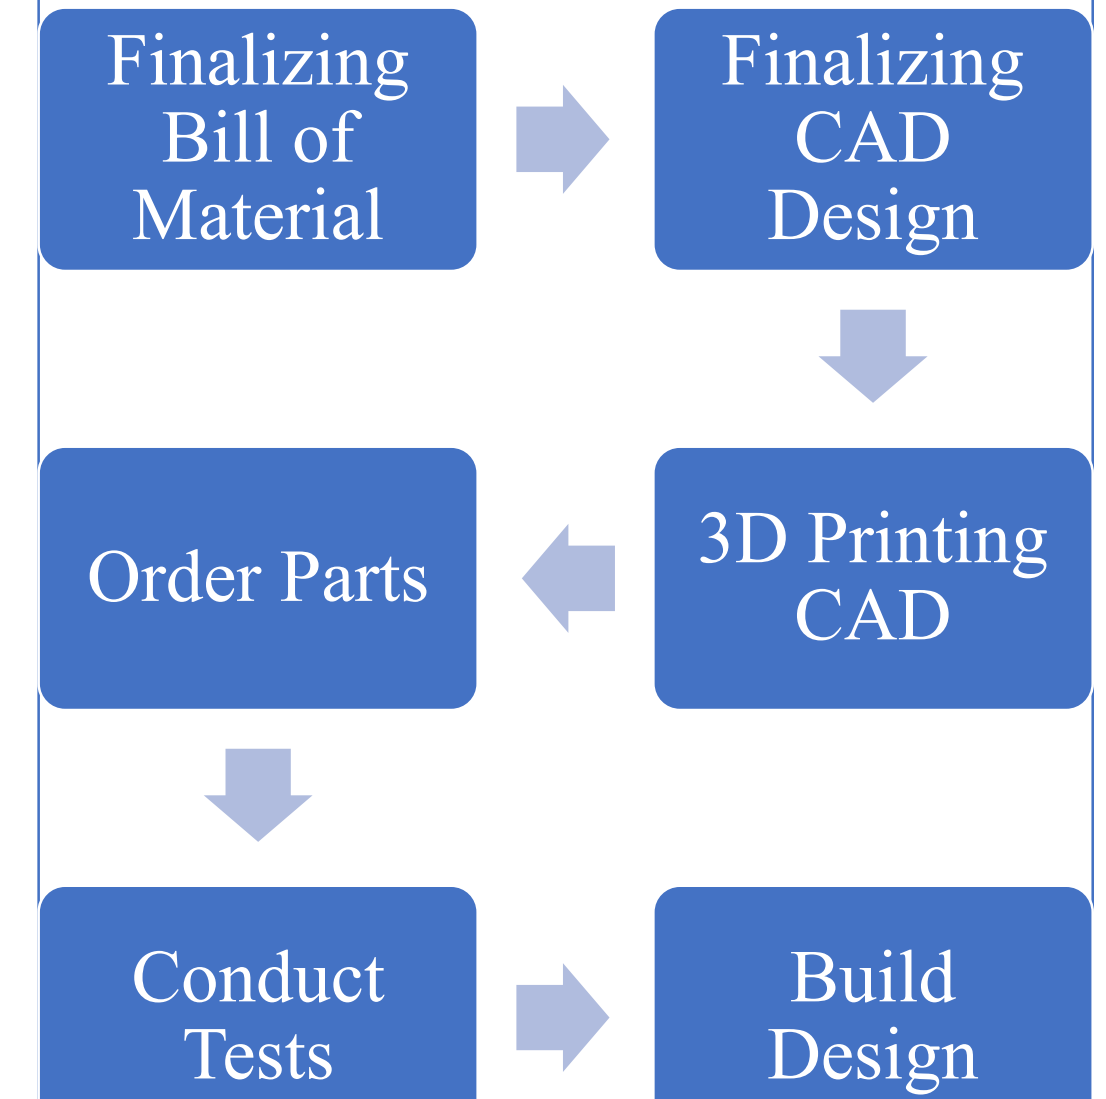 Finalizing
Bill of
Material
Finalizing
CAD
Design
3D Printing
CAD
Order Parts
Conduct
Tests
Build
Design